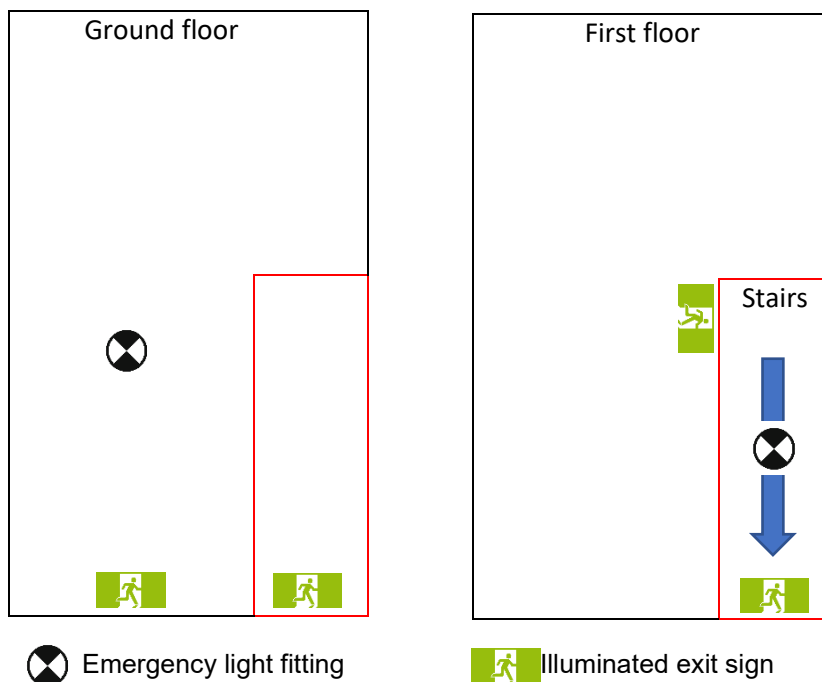 Ground floor
First floor
Stairs
Emergency light fitting
Illuminated exit sign